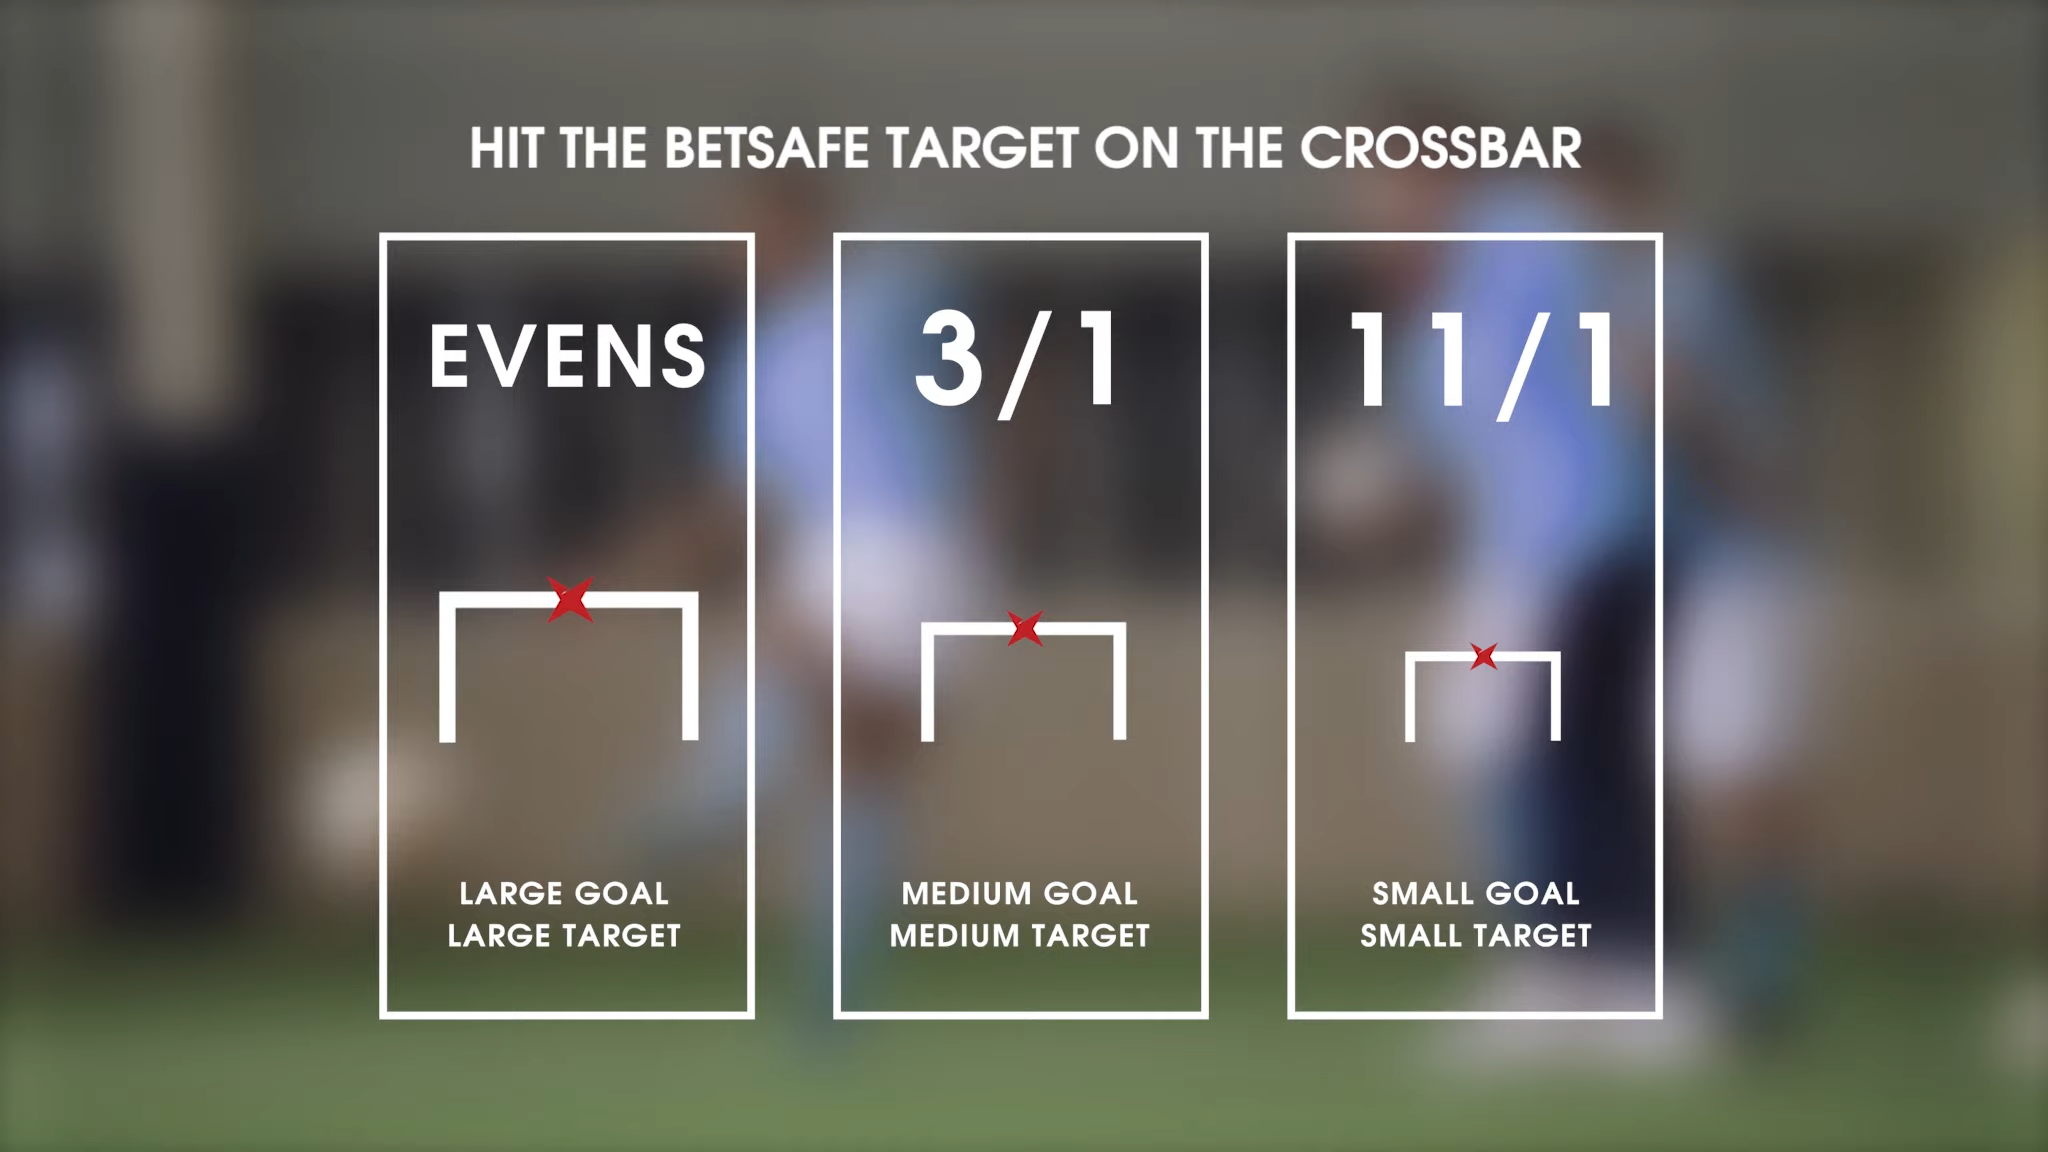 HIT THE BETSAFE TARGET ON THE CROSSBAR
EVENS
LARGE GOAL
LARGE TARGET
3/1
MEDIUM GOAL
MEDIUM TARGET
11/1
SMALL GOAL
SMALL TARGET